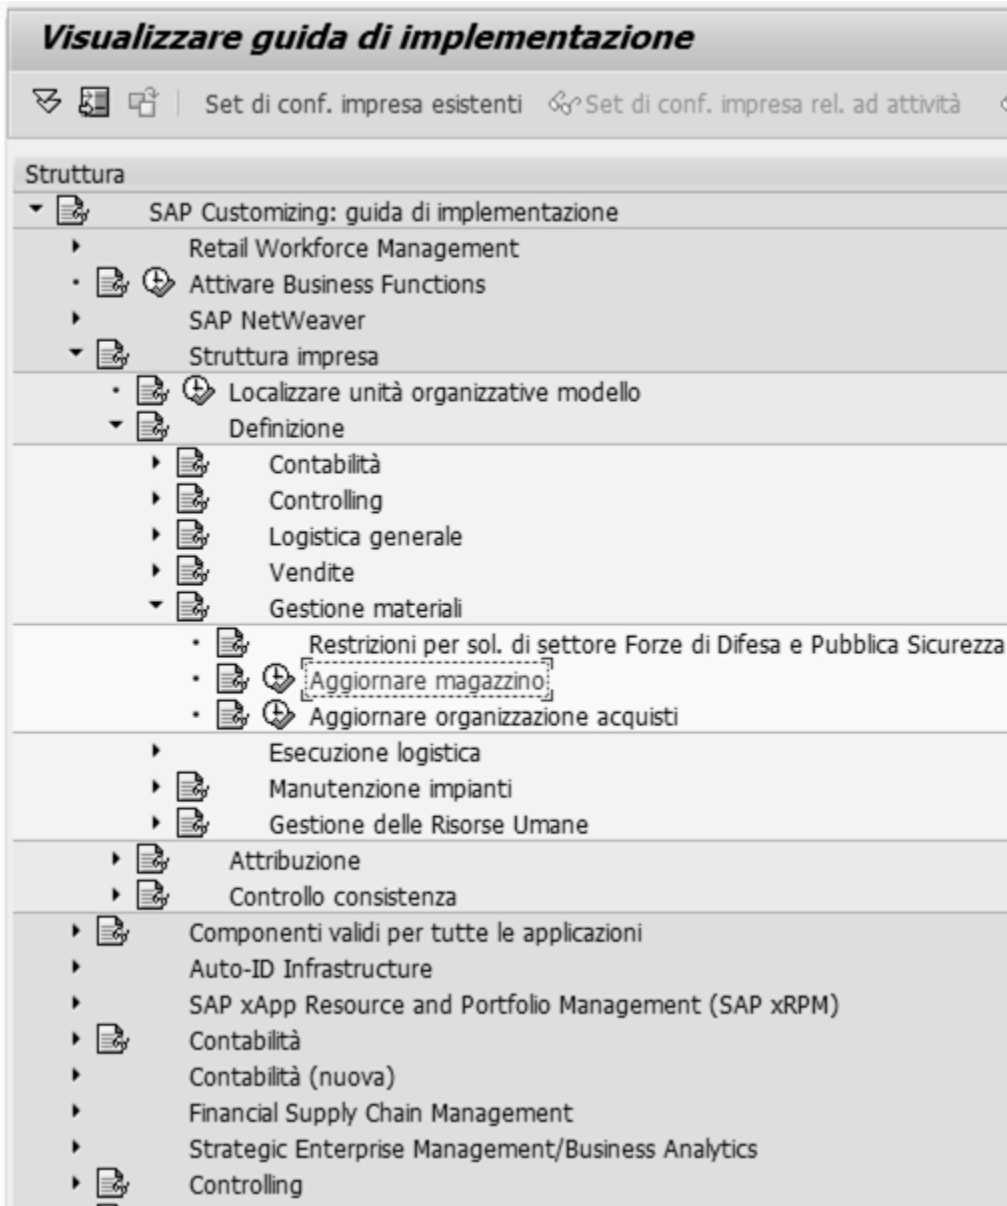 Visualizzare guida di implementazione
Set di conf. impresa esistenti Set di conf. impresa rel. ad attività
Struttura
SAP Customizing: guida di implementazione
Retail Workforce Management
Attivare Business Functions
SAP NetWeaver
Struttura impresa
Localizzare unità organizzative modello
Definizione
Contabilità
Controlling
Logistica generale
Vendite
Gestione materiali
Restrizioni per sol. di settore Forze di Difesa e Pubblica Sicurezza
Aggiornare magazzino
Aggiornare organizzazione acquisti
Esecuzione logistica
Manutenzione impianti
Gestione delle Risorse Umane
Attribuzione
Controllo consistenza
Componenti validi per tutte le applicazioni
Auto-ID Infrastructure
SAP xApp Resource and Portfolio Management (SAP xRPM)
Contabilità
Contabilità (nuova)
Financial Supply Chain Management
Strategic Enterprise Management/Business Analytics
Controlling